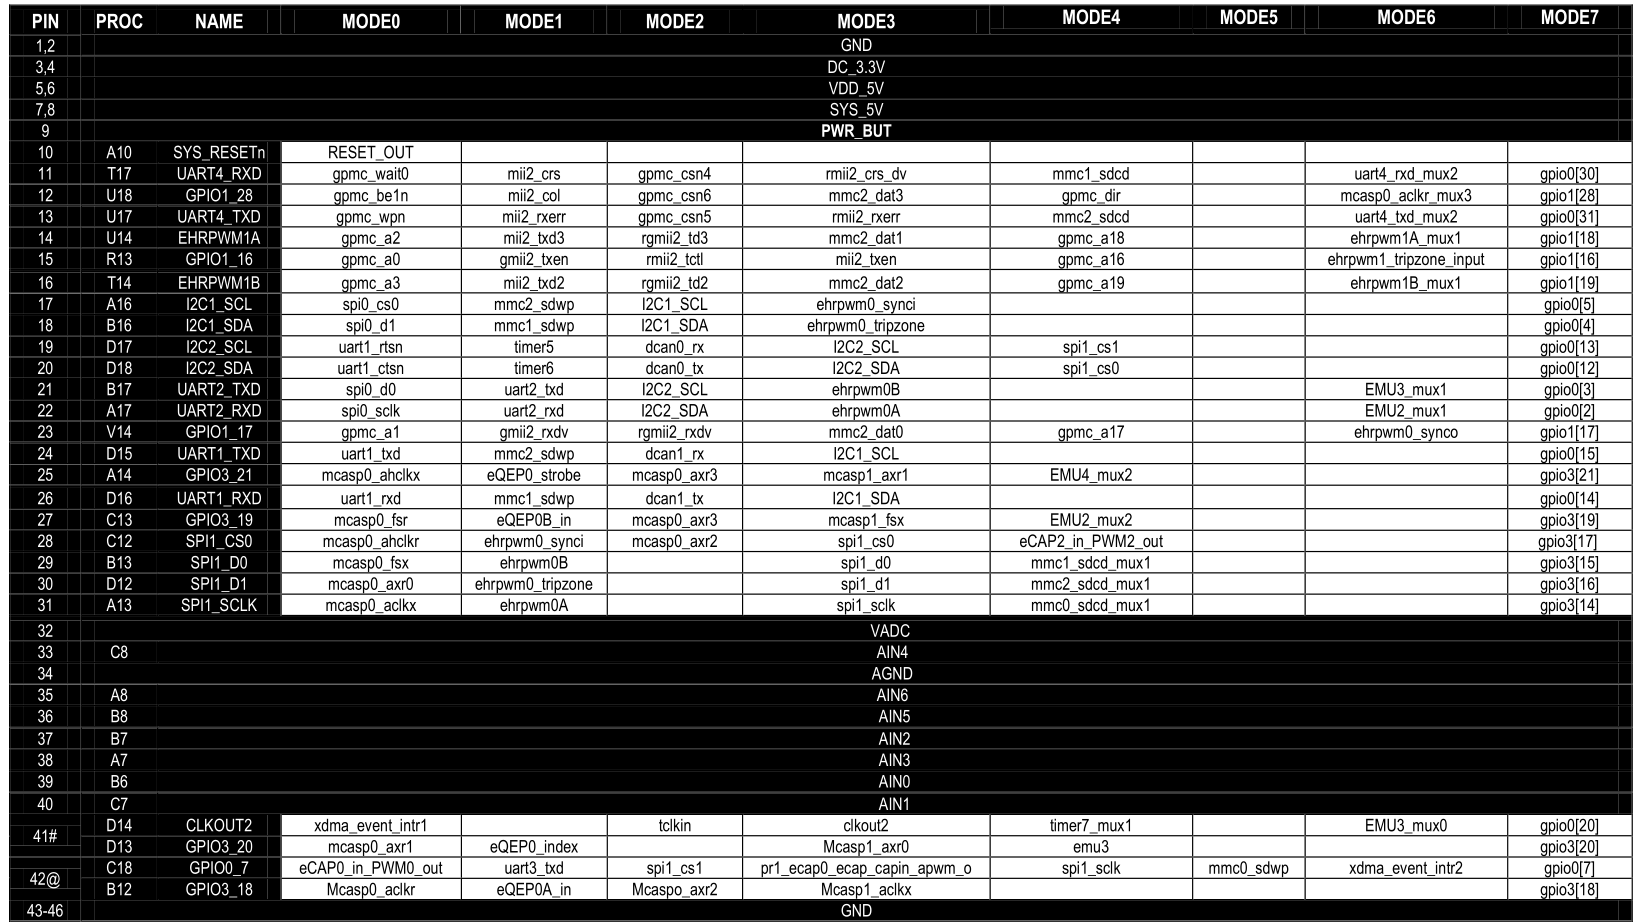 PIN PROC NAME MODE0 MODE1 MODE2 MODE3 MODE4 MODE5 MODE6 MODE7
1,2 GND
3,4 DC_3.3V
5,6 VDD_5V
7,8 SYS_5V
9 PWR_BUT
10 A10 SYS_RESETn RESET_OUT
11 T17 UART4_RXD gpmc_wait0 mii2_crs gpmc_csn4 rmii2_crs_dv mmc1_sdcd uart4_rxd_mux2 gpio0[30]
12 U18 GPIO1_28 gpmc_be1n mii2_col gpmc_csn6 mmc2_dat3 gpmc_dir mcasp0_aclkr_mux3 gpio1[28]
13 U17 UART4_TXD gpmc_wpn mii2_rxerr gpmc_csn5 rmii2_rxerr mmc2_sdcd uart4_txd_mux2 gpio0[31]
14 U14 EHRPWM1A gpmc_a2 mii2_txd3 rgmii2_td3 mmc2_dat1 gpmc_a18 ehrpwm1A_mux1 gpio1[18]
15 R13 GPIO1_16 gpmc_a0 gmii2_txen rmii2_tctl mii2_txen gpmc_a16 ehrpwm1_tripzone_input gpio1[16]
16 T14 EHRPWM1B gpmc_a3 mii2_txd2 rgmii2_td2 mmc2_dat2 gpmc_a19 ehrpwm1B_mux1 gpio1[19]
17 A16 I2C1_SCL spi0_cs0 mmc2_sdwp I2C1_SCL ehrpwm0_synci gpio0[5]
18 B16 I2C1_SDA spi0_d1 mmc1_sdwp I2C1_SDA ehrpwm0_tripzone gpio0[4]
19 D17 I2C2_SCL uart1_rtsn timer5 dcan0_rx I2C2_SCL spi1_cs1 gpio0[13]
20 D18 I2C2_SDA uart1_ctsn timer6 dcan0_tx I2C2_SDA spi1_cs0 gpio0[12]
21 B17 UART2_TXD spi0_d0 uart2_txd I2C2_SCL ehrpwm0B EMU3_mux1 gpio0[3]
22 A17 UART2_RXD spi0_sclk uart2_rxd I2C2_SDA ehrpwm0A EMU2_mux1 gpio0[2]
23 V14 GPIO1_17 gpmc_a1 gmii2_rxdv rgmii2_rxdv mmc2_dat0 gpmc_a17 ehrpwm0_synco gpio1[17]
24 D15 UART1_TXD uart1_txd mmc2_sdwp dcan1_rx I2C1_SCL gpio0[15]
25 A14 GPIO3_21 mcasp0_ahclkx eQEP0_strobe mcasp0_axr3 mcasp1_axr1 EMU4_mux2 gpio3[21]
26 D16 UART1_RXD uart1_rxd mmc1_sdwp dcan1_tx I2C1_SDA gpio0[14]
27 C13 GPIO3_19 mcasp0_fsr eQEP0B_in mcasp0_axr3 mcasp1_fsx EMU2_mux2 gpio3[19]
28 C12 SPI1_CS0 mcasp0_ahclkr ehrpwm0_synci mcasp0_axr2 spi1_cs0 eCAP2_in_PWM2_out gpio3[17]
29 B13 SPI1_D0 mcasp0_fsx ehrpwm0B spi1_d0 mmc1_sdcd_mux1 gpio3[15]
30 D12 SPI1_D1 mcasp0_axr0 ehrpwm0_tripzone spi1_d1 mmc2_sdcd_mux1 gpio3[16]
31 A13 SPI1_SCLK mcasp0_aclkx ehrpwm0A spi1_sclk mmc0_sdcd_mux1 gpio3[14]
32 VADC
33 C8 AIN4
34 AGND
35 A8 AIN6
36 B8 AIN5
37 B7 AIN2
38 A7 AIN3
39 B6 AIN0
40 C7 AIN1
41# D14 CLKOUT2 xdma_event_intr1 tclkin clkout2 timer7_mux1 EMU3_mux0 gpio0[20]
D13 GPIO3_20 mcasp0_axr1 eQEP0_index Mcasp1_axr0 emu3 gpio3[20]
42@ C18 GPIO0_7 eCAP0_in_PWM0_out uart3_txd spi1_cs1 pr1_ecap0_ecap_capin_apwm_o spi1_sclk mmc0_sdwp xdma_event_intr2 gpio0[7]
B12 GPIO3_18 Mcasp0_aclkr eQEP0A_in Mcaspo_axr2 Mcasp1_aclkx gpio3[18]
43-46 GND